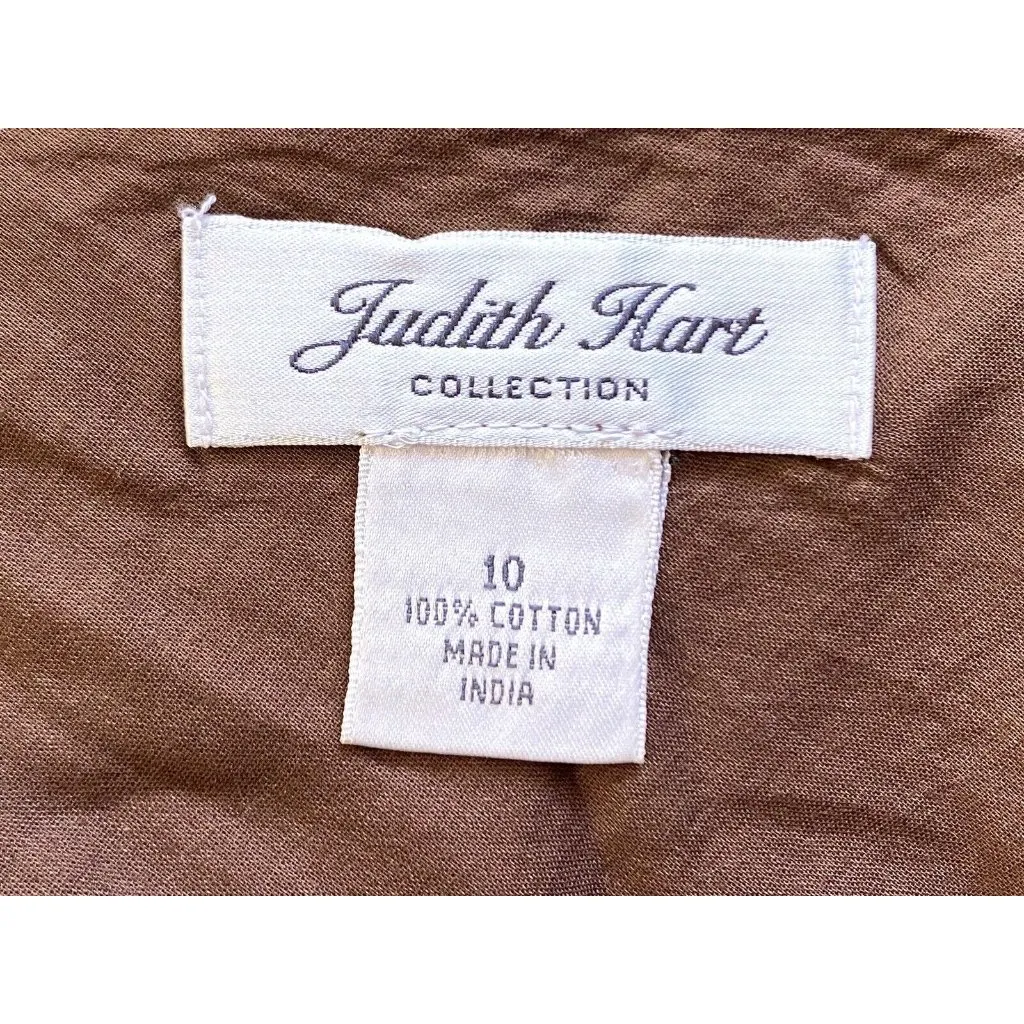 Judith Hart
COLLECTION
10
100% COTTON
MADE IN
INDIA